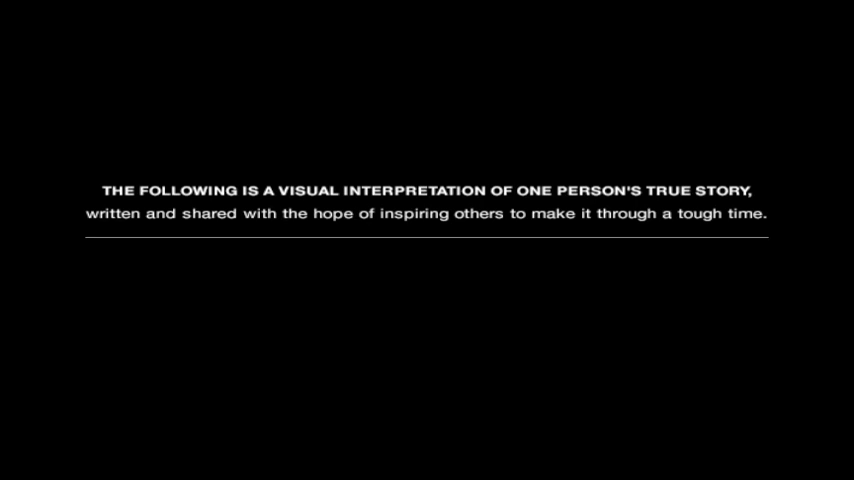 THE FOLLOWING IS A VISUAL INTERPRETATION OF ONE PERSON'S TRUE STORY,
written and shared with the hope of inspiring others to make it through a tough time.